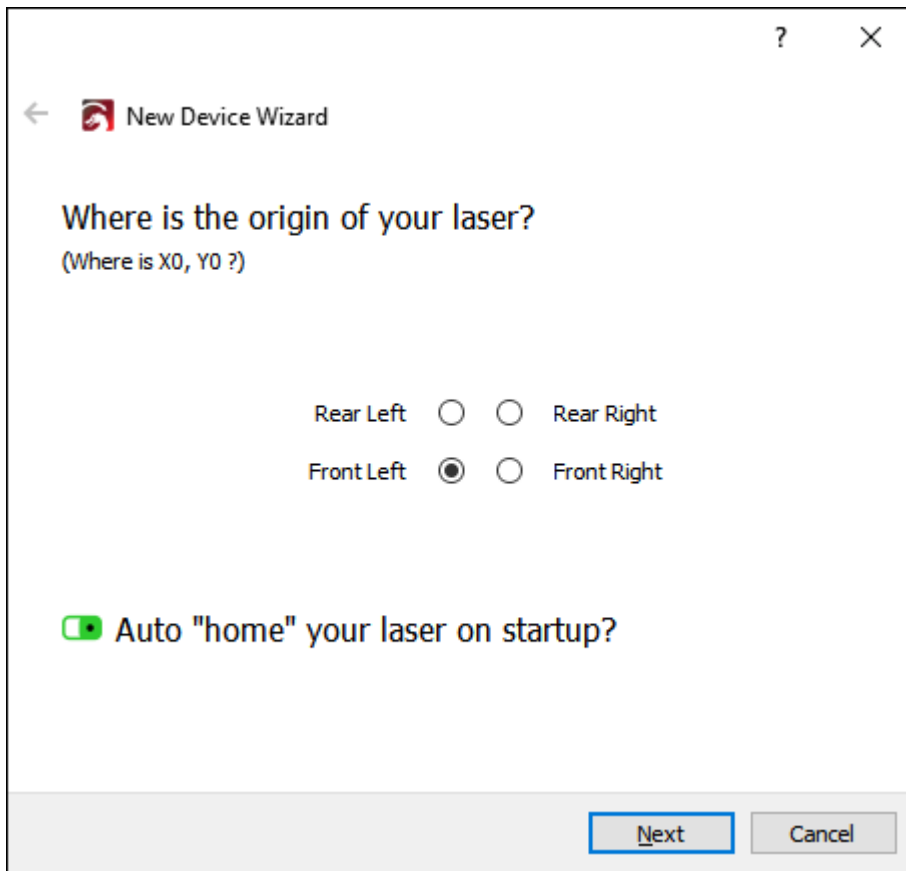 ?
New Device Wizard
Where is the origin of your laser?
(Where is X0, Y0 ?)
Rear Left Rear Right
Front Left Front Right
Auto "home" your laser on startup?
Next Cancel